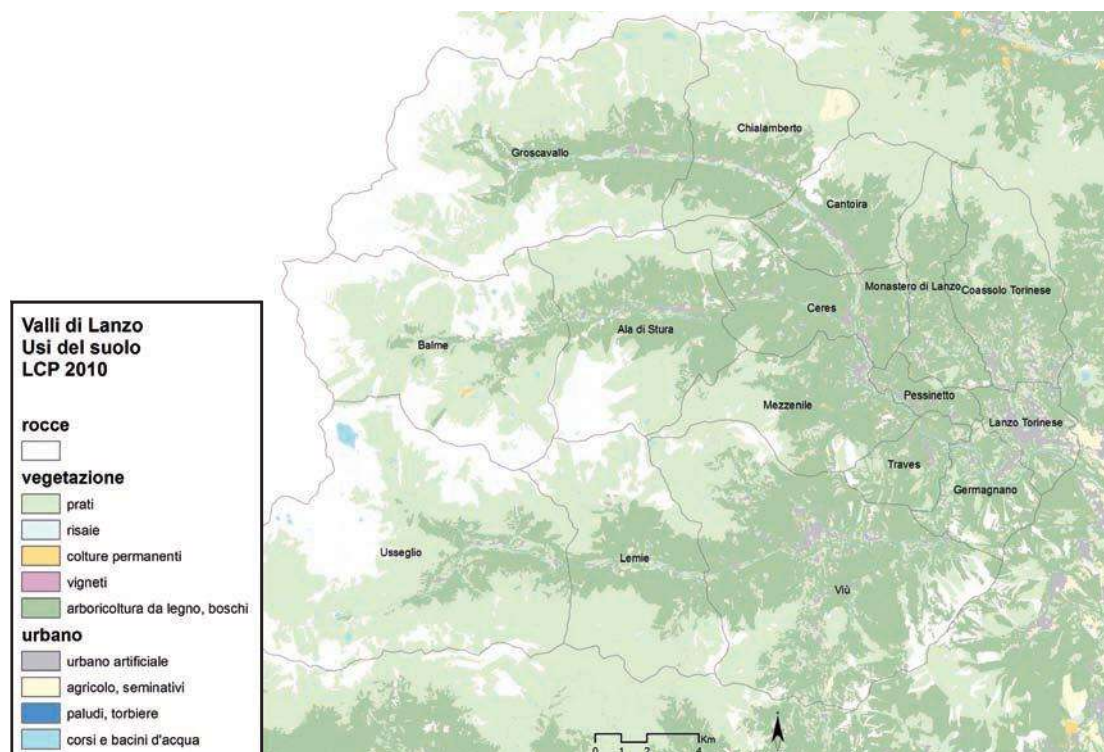 Valli di Lanzo
Usi del suolo
LCP 2010
rocce
vegetazione
prati
risaie
colture permanenti
vigneti
arboricoltura da legno, boschi
urbano
urbano artificiale
agricolo, seminativi
paludi, torbiere
corsi e bacini d'acqua
Chialamberto
Groscavallo
Cantoira
Monastero di Lanzo
Coassolo Torinese
Ceres
Ala di Stura
Balme
Pessinetto
Mezzenile
Lanzo Torinese
Traves
Germagnano
Usseglio
Lemie
Viù
Km
0 1 2 4